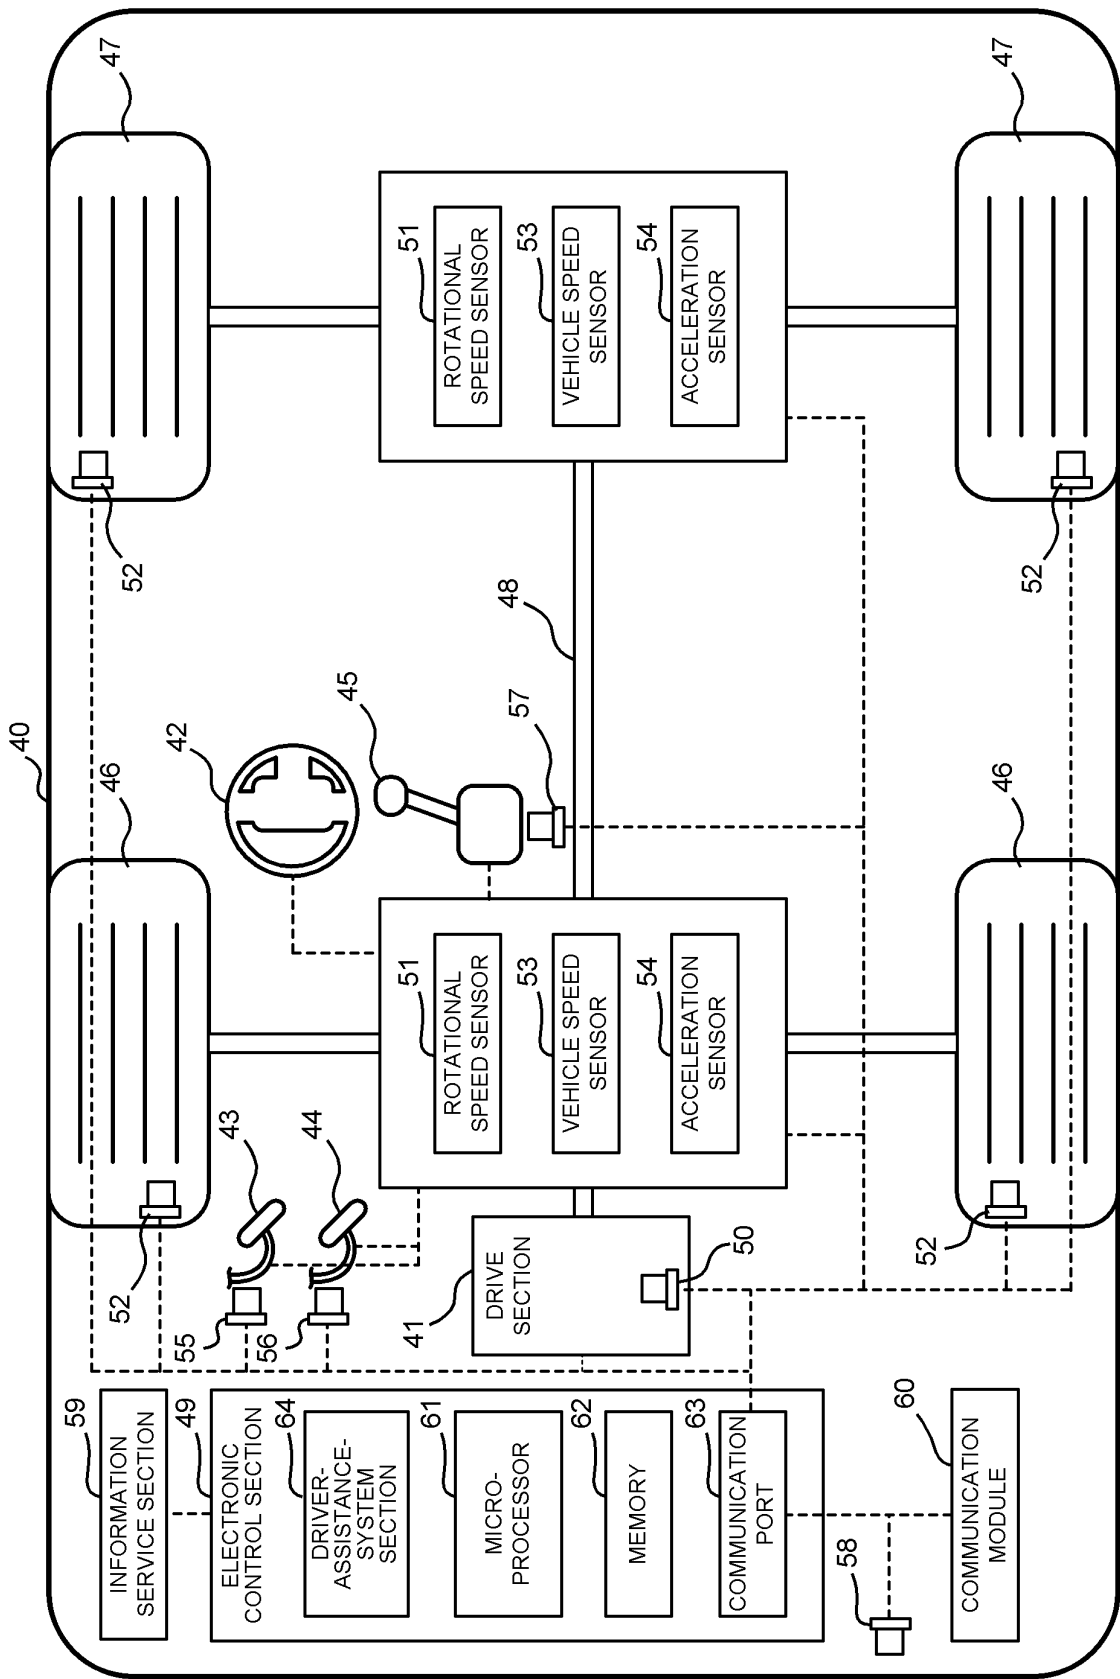 40
59
INFORMATION
SERVICE SECTION
49
ELECTRONIC
CONTROL SECTION
64
DRIVER-
ASSISTANCE-
SYSTEM
SECTION
61
MICRO-
PROCESSOR
62
MEMORY
63
COMMUNICATION
PORT
58
60
COMMUNICATION
MODULE
52
55
56
43
44
41
DRIVE
SECTION
50
52
46
42
45
57
51
ROTATIONAL
SPEED SENSOR
53
VEHICLE SPEED
SENSOR
54
ACCELERATION
SENSOR
46
48
52
47
51
ROTATIONAL
SPEED SENSOR
53
VEHICLE SPEED
SENSOR
54
ACCELERATION
SENSOR
52
47